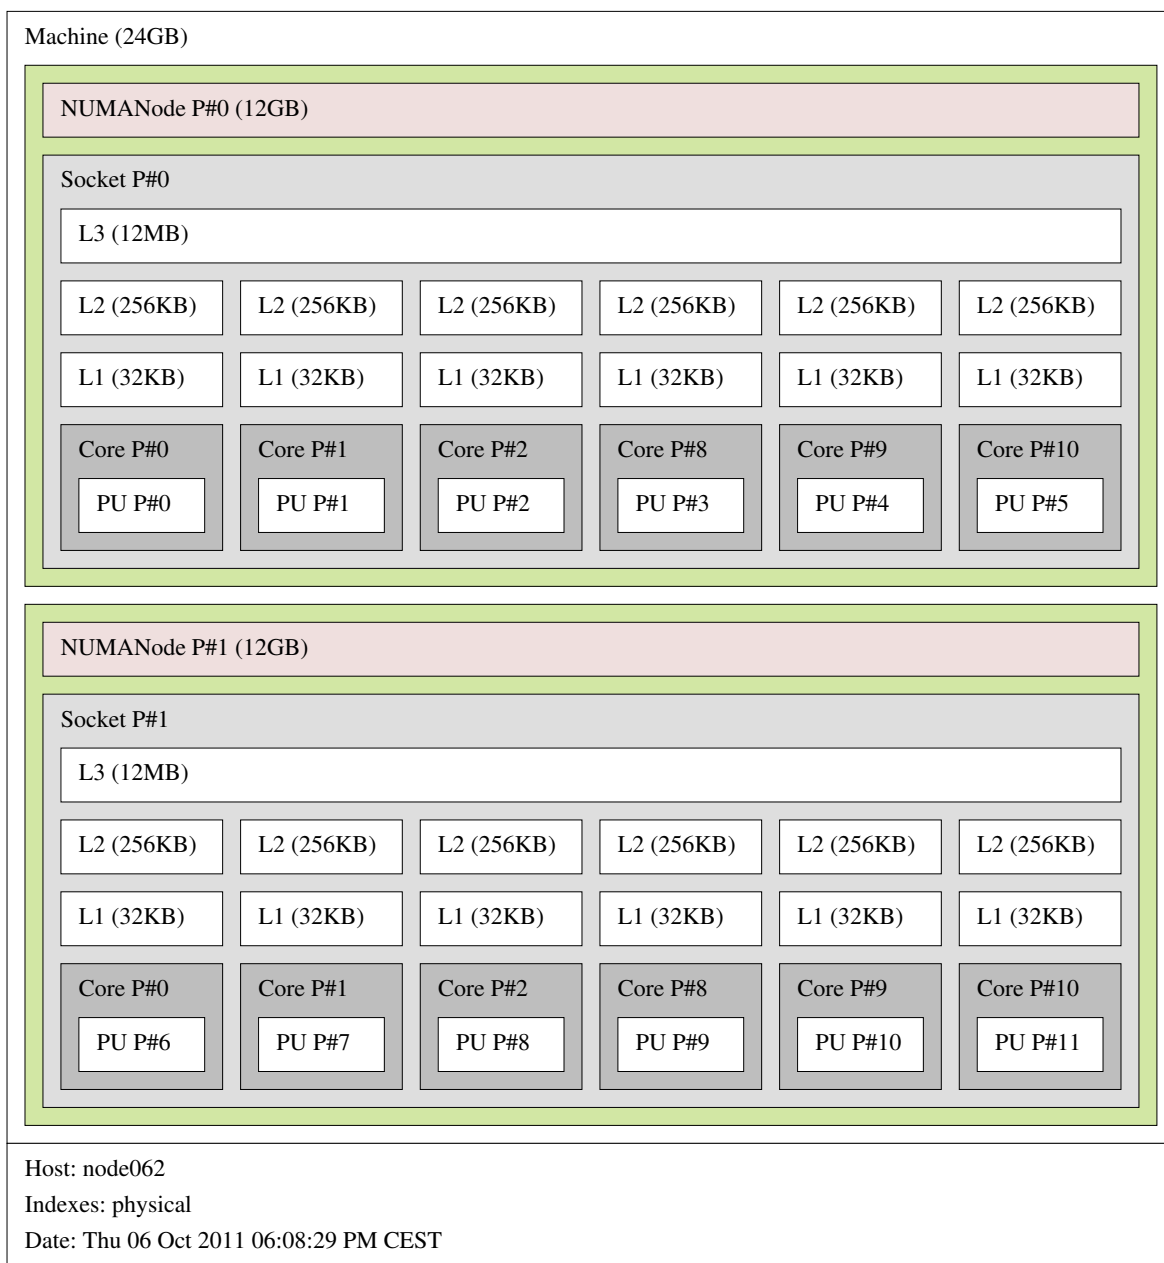 Machine (24GB)
NUMANode P#0 (12GB)
Socket P#0
L3 (12MB)
L2 (256KB) L2 (256KB) L2 (256KB) L2 (256KB) L2 (256KB) L2 (256KB)
L1 (32KB) L1 (32KB) L1 (32KB) L1 (32KB) L1 (32KB) L1 (32KB)
Core P#0 Core P#1 Core P#2 Core P#8 Core P#9 Core P#10
PU P#0 PU P#1 PU P#2 PU P#3 PU P#4 PU P#5
NUMANode P#1 (12GB)
Socket P#1
L3 (12MB)
L2 (256KB) L2 (256KB) L2 (256KB) L2 (256KB) L2 (256KB) L2 (256KB)
L1 (32KB) L1 (32KB) L1 (32KB) L1 (32KB) L1 (32KB) L1 (32KB)
Core P#0 Core P#1 Core P#2 Core P#8 Core P#9 Core P#10
PU P#6 PU P#7 PU P#8 PU P#9 PU P#10 PU P#11
Host: node062
Indexes: physical
Date: Thu 06 Oct 2011 06:08:29 PM CEST